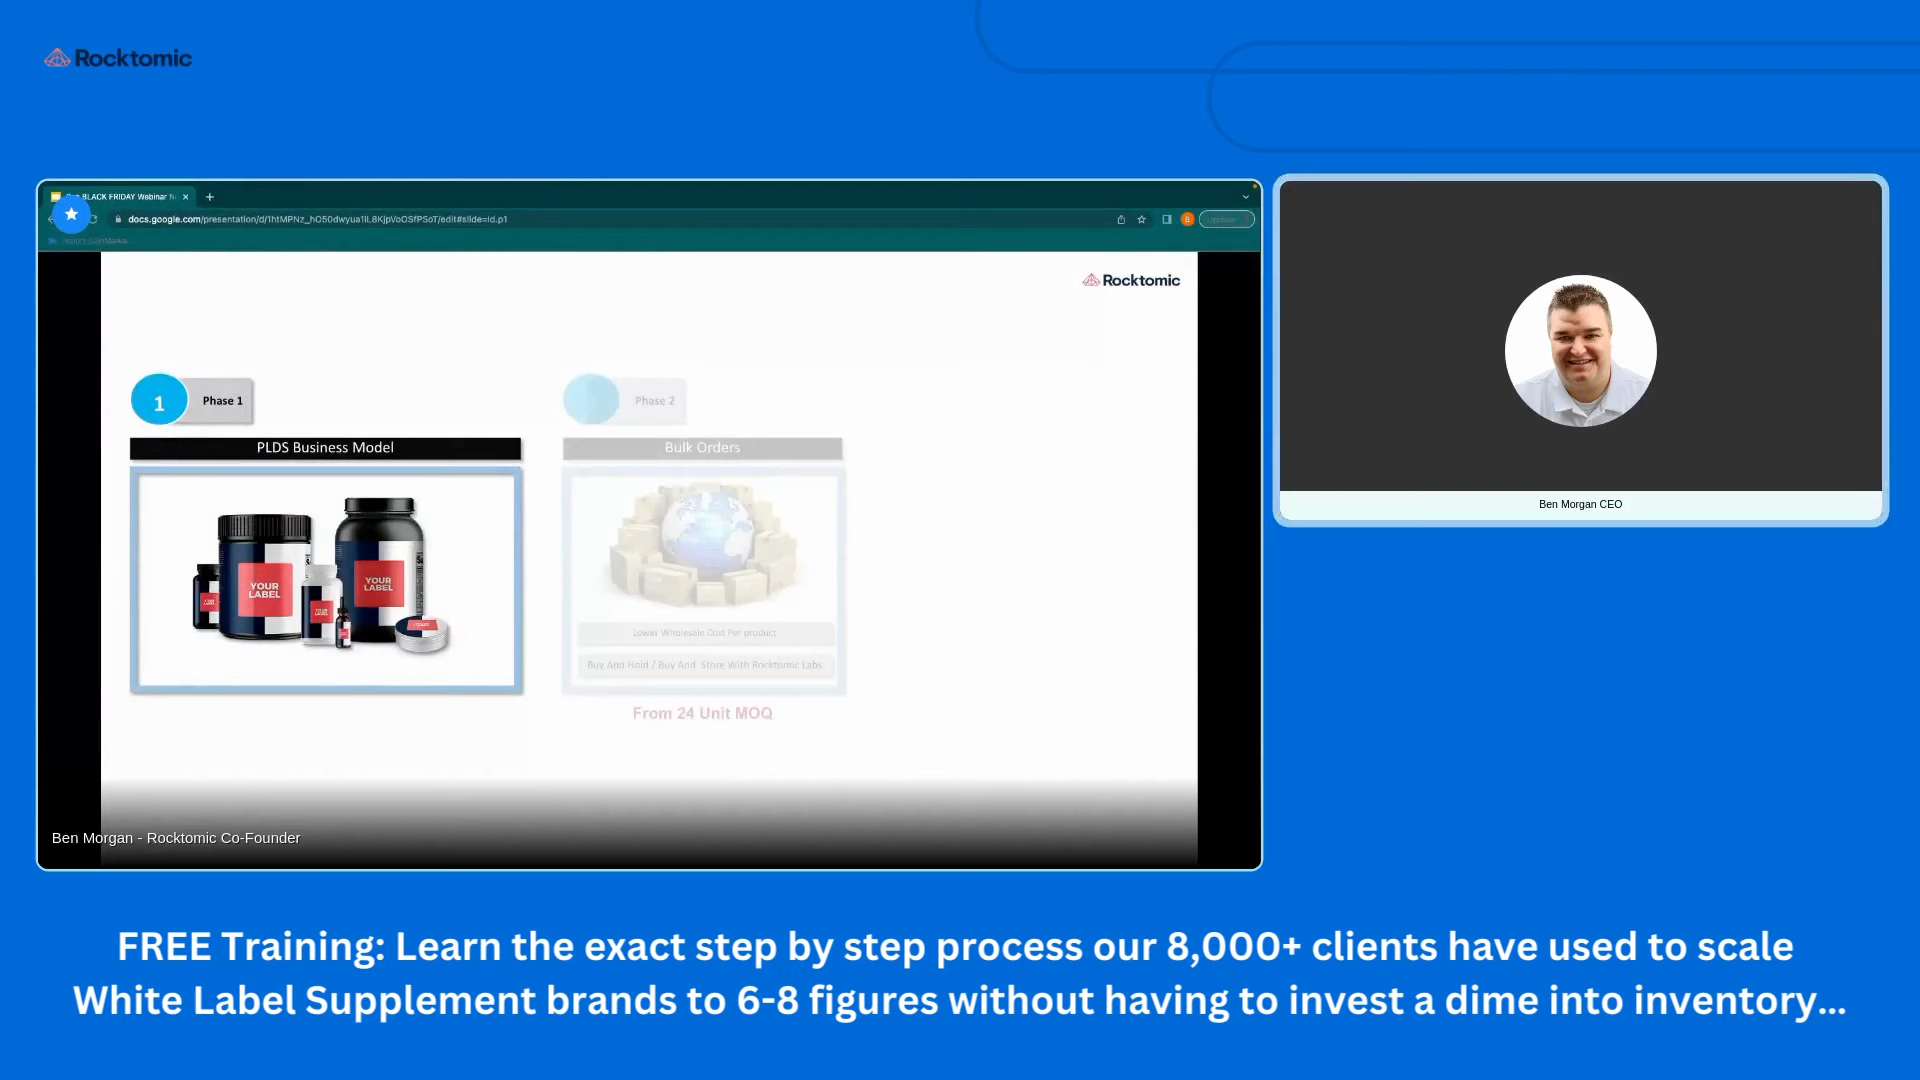 Rocktomic
Ben BLACK FRIDAY Webinar
docs.google.com/presentation/d/1htMPNz_hO50dwyua1lL8KjpVoOSfPSoT/edit#slide=id.p1
B
Update
Rocktomic
1
Phase 1
Phase 2
PLDS Business Model
Bulk Orders
YOUR
LABEL
YOUR
LABEL
YOUR
LABEL
Lower Wholesale Cost Per product
Buy And Hold / Buy And Store With Rocktomic Labs
From 24 Unit MOQ
Ben Morgan - Rocktomic Co-Founder
Ben Morgan CEO
FREE Training: Learn the exact step by step process our 8,000+ clients have used to scale
White Label Supplement brands to 6-8 figures without having to invest a dime into inventory...